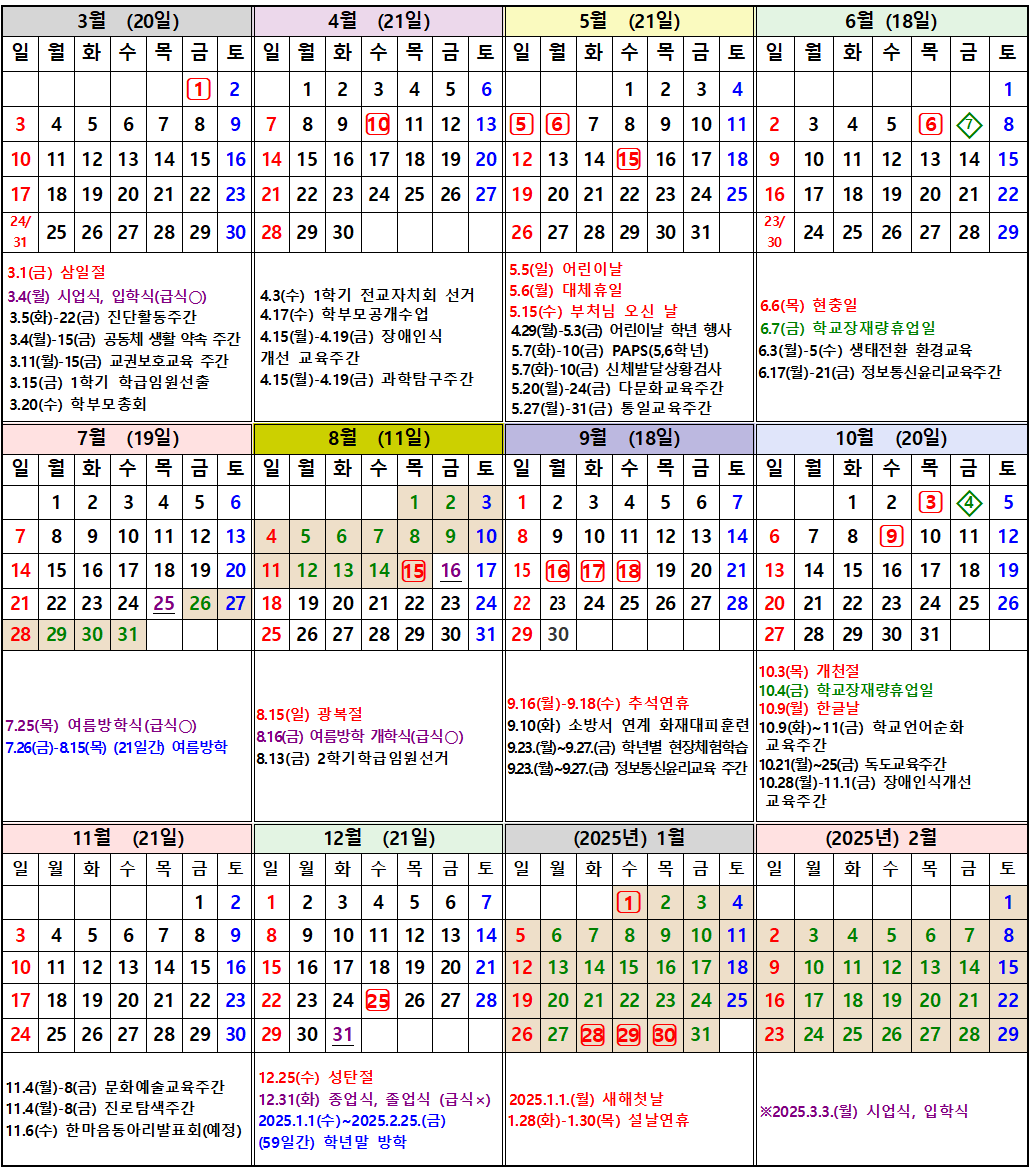 3월 (20일)
일 월 화 수 목 금 토
1 2
3 4 5 6 7 8 9
10 11 12 13 14 15 16
17 18 19 20 21 22 23
24/31 25 26 27 28 29 30
3.1(금) 삼일절
3.4(월) 시업식, 입학식(급식○)
3.5(화)-22(금) 진단활동주간
3.4(월)-15(금) 공동체 생활 약속 주간
3.11(월)-15(금) 교권보호교육 주간
3.15(금) 1학기 학급임원선출
3.20(수) 학부모총회
4월 (21일)
일 월 화 수 목 금 토
1 2 3 4 5 6
7 8 9 10 11 12 13
14 15 16 17 18 19 20
21 22 23 24 25 26 27
28 29 30
4.3(수) 1학기 전교자치회 선거
4.17(수) 학부모공개수업
4.15(월)-4.19(금) 장애인식
개선 교육주간
4.15(월)-4.19(금) 과학탐구주간
5월 (21일)
일 월 화 수 목 금 토
1 2 3 4
5 6 7 8 9 10 11
12 13 14 15 16 17 18
19 20 21 22 23 24 25
26 27 28 29 30 31
5.5(일) 어린이날
5.6(월) 대체휴일
5.15(수) 부처님 오신 날
4.29(월)-5.3(금) 어린이날 학년 행사
5.7(화)-10(금) PAPS(5,6학년)
5.7(화)-10(금) 신체발달상황검사
5.20(월)-24(금) 다문화교육주간
5.27(월)-31(금) 통일교육주간
6월 (18일)
일 월 화 수 목 금 토
1
2 3 4 5 6 7 8
9 10 11 12 13 14 15
16 17 18 19 20 21 22
23/30 24 25 26 27 28 29
6.6(목) 현충일
6.7(금) 학교장재량휴업일
6.3(월)-5(수) 생태전환 환경교육
6.17(월)-21(금) 정보통신윤리교육주간
7월 (19일)
일 월 화 수 목 금 토
1 2 3 4 5 6
7 8 9 10 11 12 13
14 15 16 17 18 19 20
21 22 23 24 25 26 27
28 29 30 31
7.25(목) 여름방학식(급식○)
7.26(금)-8.15(목) (21일간) 여름방학
8월 (11일)
일 월 화 수 목 금 토
1 2 3
4 5 6 7 8 9 10
11 12 13 14 15 16 17
18 19 20 21 22 23 24
25 26 27 28 29 30 31
8.15(일) 광복절
8.16(금) 여름방학 개학식(급식○)
8.13(금) 2학기학급임원선거
9월 (18일)
일 월 화 수 목 금 토
1 2 3 4 5 6 7
8 9 10 11 12 13 14
15 16 17 18 19 20 21
22 23 24 25 26 27 28
29 30
9.16(월)-9.18(수) 추석연휴
9.10(화) 소방서 연계 화재대피훈련
9.23.(월)~9.27.(금) 학년별 현장체험학습
9.23.(월)~9.27.(금) 정보통신윤리교육 주간
10월 (20일)
일 월 화 수 목 금 토
1 2 3 4 5
6 7 8 9 10 11 12
13 14 15 16 17 18 19
20 21 22 23 24 25 26
27 28 29 30 31
10.3(목) 개천절
10.4(금) 학교장재량휴업일
10.9(월) 한글날
10.9(화)~11(금) 학교언어순화
교육주간
10.21(월)~25(금) 독도교육주간
10.28(월)-11.1(금) 장애인식개선
교육주간
11월 (21일)
일 월 화 수 목 금 토
1 2
3 4 5 6 7 8 9
10 11 12 13 14 15 16
17 18 19 20 21 22 23
24 25 26 27 28 29 30
11.4(월)-8(금) 문화예술교육주간
11.4(월)-8(금) 진로탐색주간
11.6(수) 한마음동아리발표회(예정)
12월 (21일)
일 월 화 수 목 금 토
1 2 3 4 5 6 7
8 9 10 11 12 13 14
15 16 17 18 19 20 21
22 23 24 25 26 27 28
29 30 31
12.25(수) 성탄절
12.31(화) 종업식, 졸업식 (급식×)
2025.1.1(수)~2025.2.25.(금)
(59일간) 학년말 방학
(2025년) 1월
일 월 화 수 목 금 토
1 2 3 4
5 6 7 8 9 10 11
12 13 14 15 16 17 18
19 20 21 22 23 24 25
26 27 28 29 30 31
2025.1.1.(월) 새해첫날
1.28(화)-1.30(목) 설날연휴
(2025년) 2월
일 월 화 수 목 금 토
1
2 3 4 5 6 7 8
9 10 11 12 13 14 15
16 17 18 19 20 21 22
23 24 25 26 27 28 29
※2025.3.3.(월) 시업식, 입학식